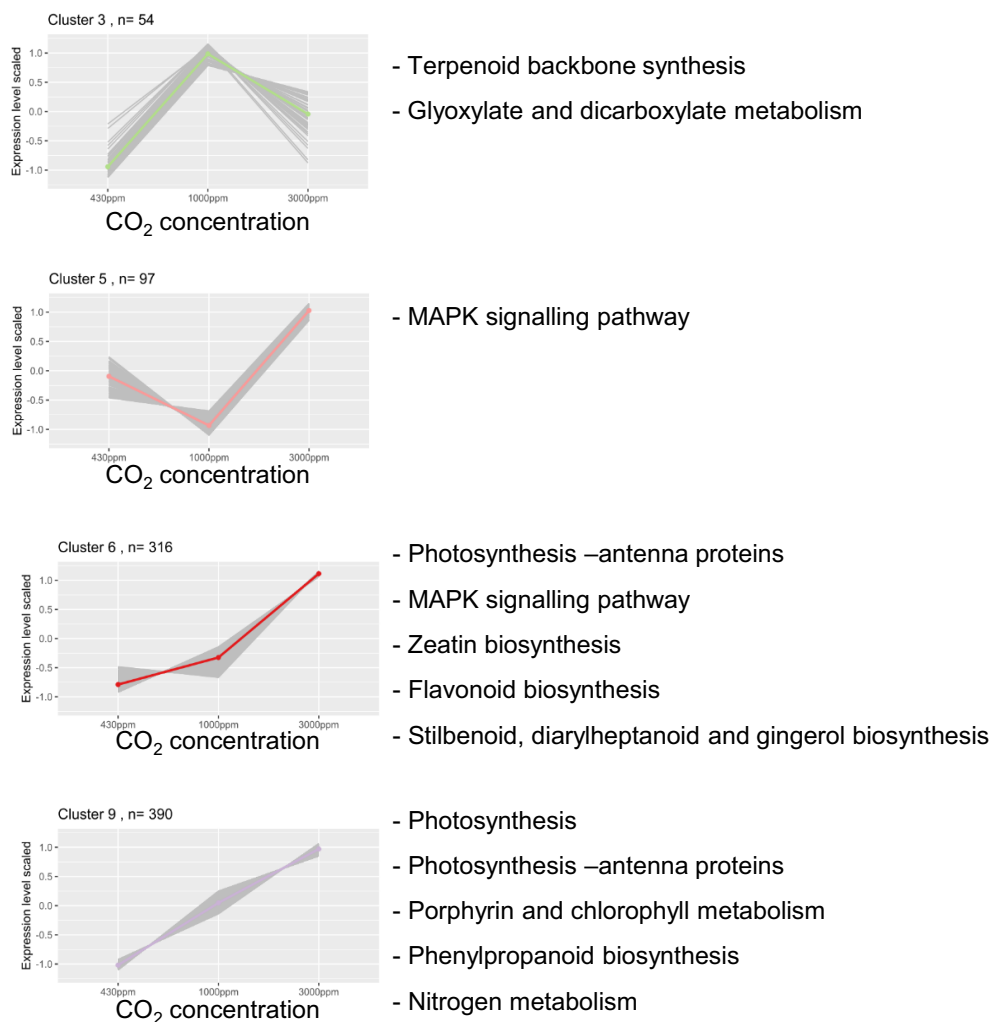 Cluster 3 , n= 54
Expression level scaled
1.0
0.5
0.0
-0.5
-1.0
430ppm 1000ppm 3000ppm
CO2 concentration
- Terpenoid backbone synthesis
- Glyoxylate and dicarboxylate metabolism
Cluster 5 , n= 97
Expression level scaled
1.0
0.5
0.0
-0.5
-1.0
430ppm 1000ppm 3000ppm
CO2 concentration
- MAPK signalling pathway
Cluster 6 , n= 316
Expression level scaled
1.0
0.5
0.0
-0.5
-1.0
430ppm 1000ppm 3000ppm
CO2 concentration
- Photosynthesis –antenna proteins
- MAPK signalling pathway
- Zeatin biosynthesis
- Flavonoid biosynthesis
- Stilbenoid, diarylheptanoid and gingerol biosynthesis
Cluster 9 , n= 390
Expression level scaled
1.0
0.5
0.0
-0.5
-1.0
430ppm 1000ppm 3000ppm
CO2 concentration
- Photosynthesis
- Photosynthesis –antenna proteins
- Porphyrin and chlorophyll metabolism
- Phenylpropanoid biosynthesis
- Nitrogen metabolism